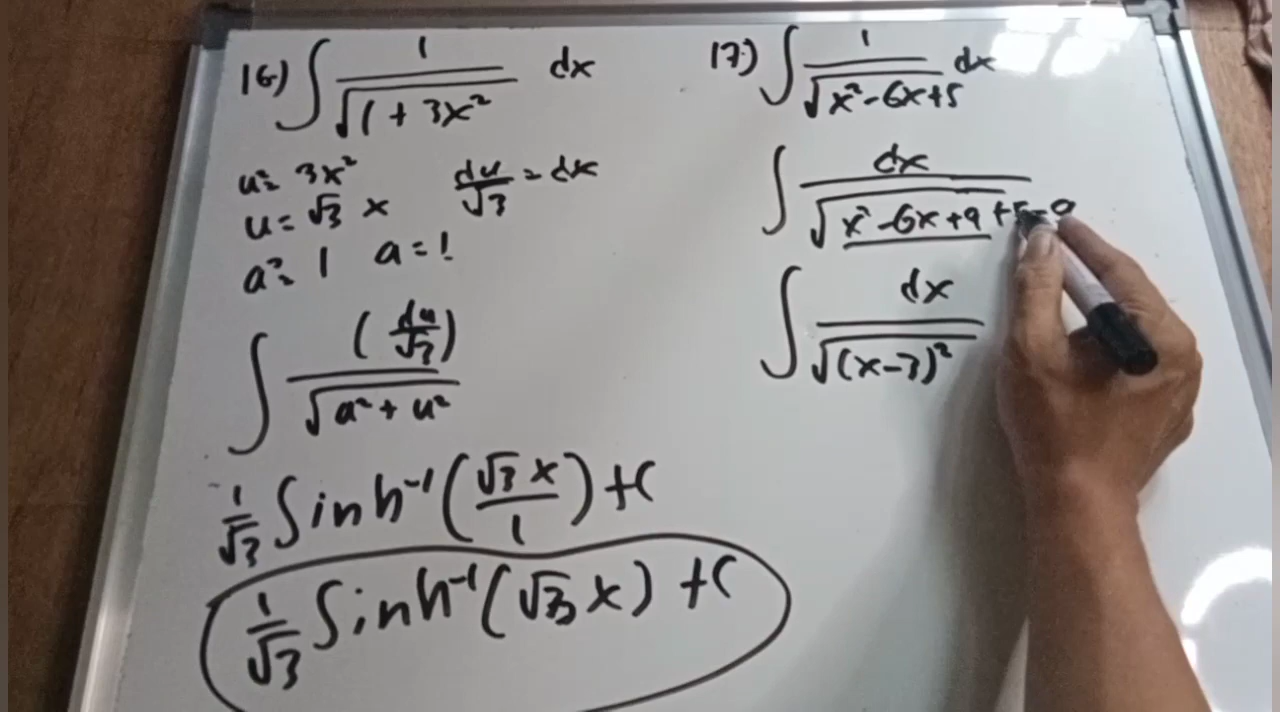 16.) ∫ 1 / √(1 + 3x² dx
u² = 3x²
u = √3 x
du/√3 = dx
a² = 1 a = 1
∫ (du/√3) / √a² + u²
1/√3 Sinh⁻¹(√3 x / 1) + C
1/√3 Sinh⁻¹(√3 x) + C
17.) ∫ 1 / √x² - 6x + 5 dx
∫ dx / √x² - 6x + 9 + 5 - 9
∫ dx / √(x - 3)²